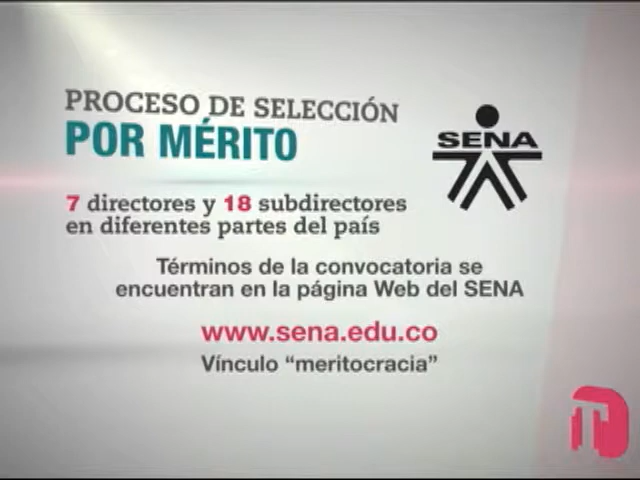 PROCESO DE SELECCIÓN
POR MÉRITO
SENA
7 directores y 18 subdirectores
en diferentes partes del país
Términos de la convocatoria se
encuentran en la página Web del SENA
www.sena.edu.co
Vínculo “meritocracia”